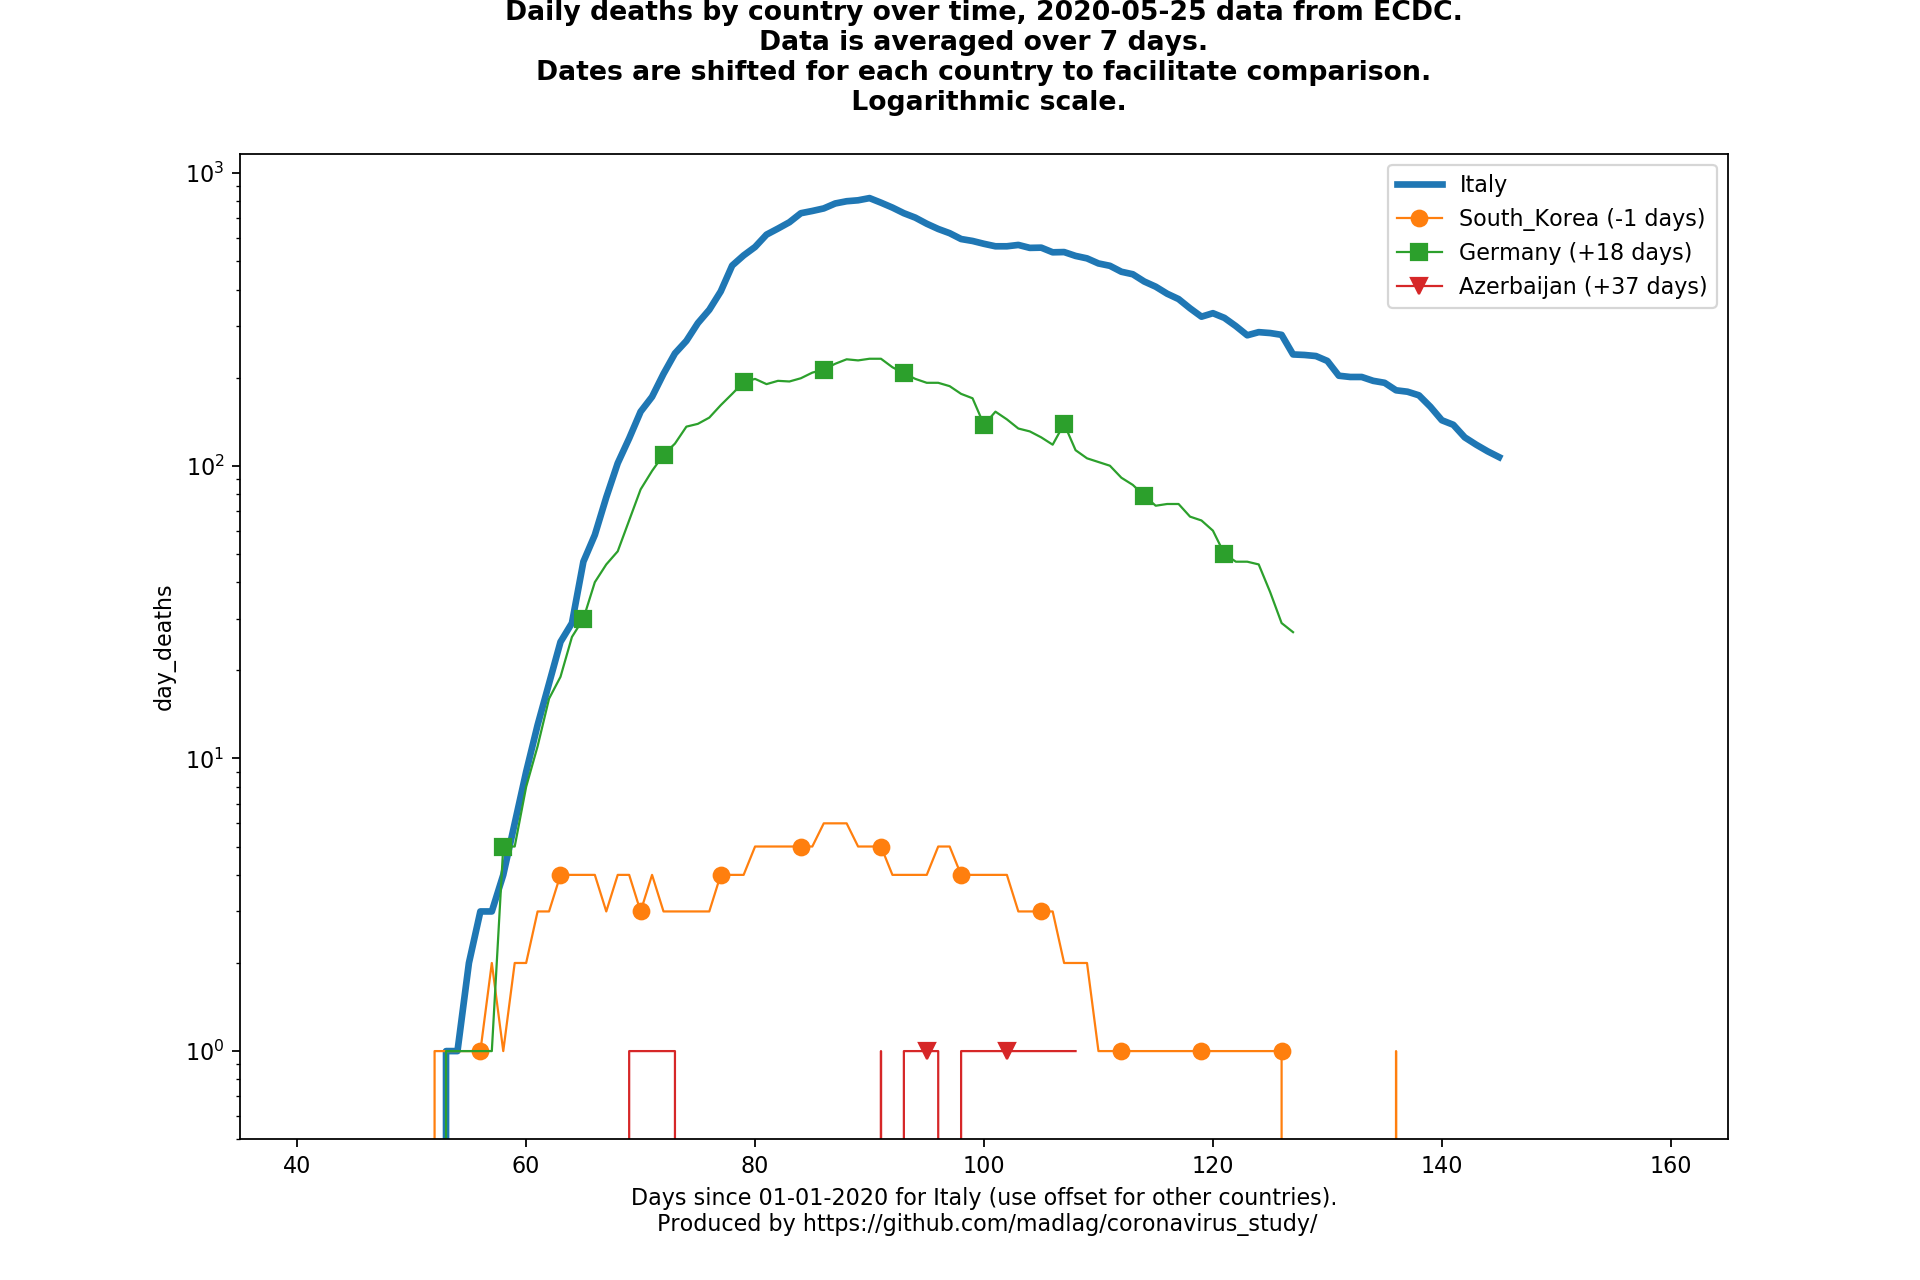 Daily deaths by country over time, 2020-05-25 data from ECDC.
Data is averaged over 7 days.
Dates are shifted for each country to facilitate comparison.
Logarithmic scale.
10³
10²
10¹
10⁰
day_deaths
Italy
South_Korea (-1 days)
Germany (+18 days)
Azerbaijan (+37 days)
40 60 80 100 120 140 160
Days since 01-01-2020 for Italy (use offset for other countries).
Produced by https://github.com/madlag/coronavirus_study/